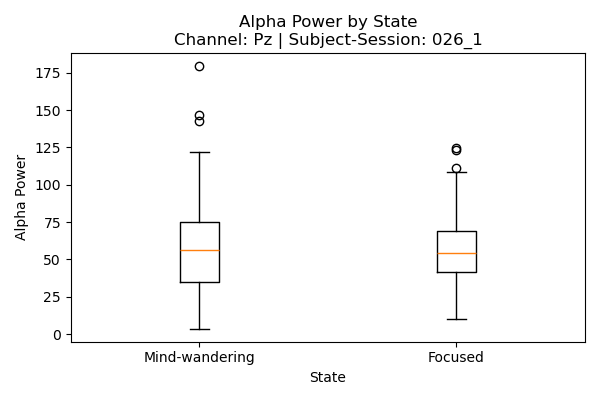 Alpha Power by State
Channel: Pz | Subject-Session: 026_1
Alpha Power
175
150
125
100
75
50
25
0
Mind-wandering
Focused
State